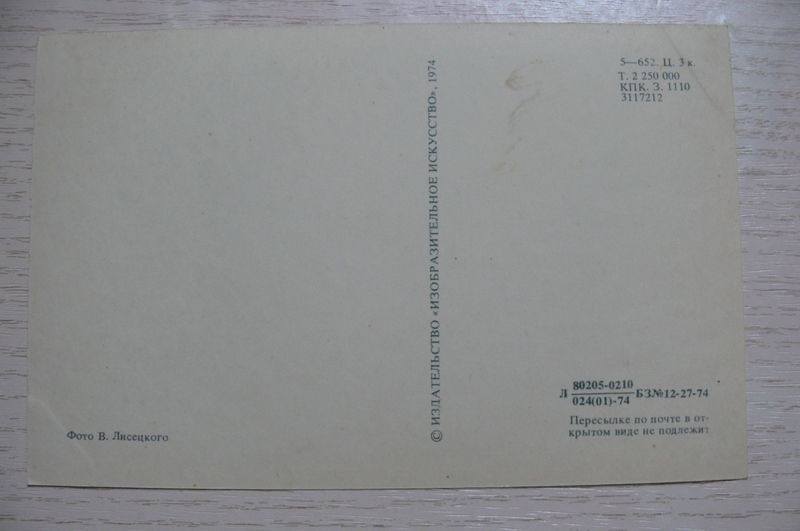 5—652. Ц. 3 к.
Т. 2 250 000
КПК. З. 1110
3117212
© ИЗДАТЕЛЬСТВО «ИЗОБРАЗИТЕЛЬНОЕ ИСКУССТВО», 1974
Л 80205-0210 БЗ№12-27-74
024(01)-74
Пересылке по почте в от-
крытом виде не подлежит
Фото В. Лисецкого